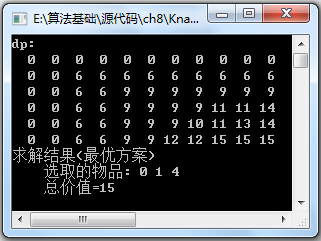 E:\算法基础\源代码\ch8\Kna...
dp:
0 0 0 0 0 0 0 0 0 0 0
0 0 6 6 6 6 6 6 6 6 6
0 0 6 6 9 9 9 9 9 9 9
0 0 6 6 9 9 9 9 11 11 14
0 0 6 6 9 9 9 10 11 13 14
0 0 6 6 9 9 12 12 15 15 15
求解结果(最优方案)
选取的物品: 0 1 4
总价值=15